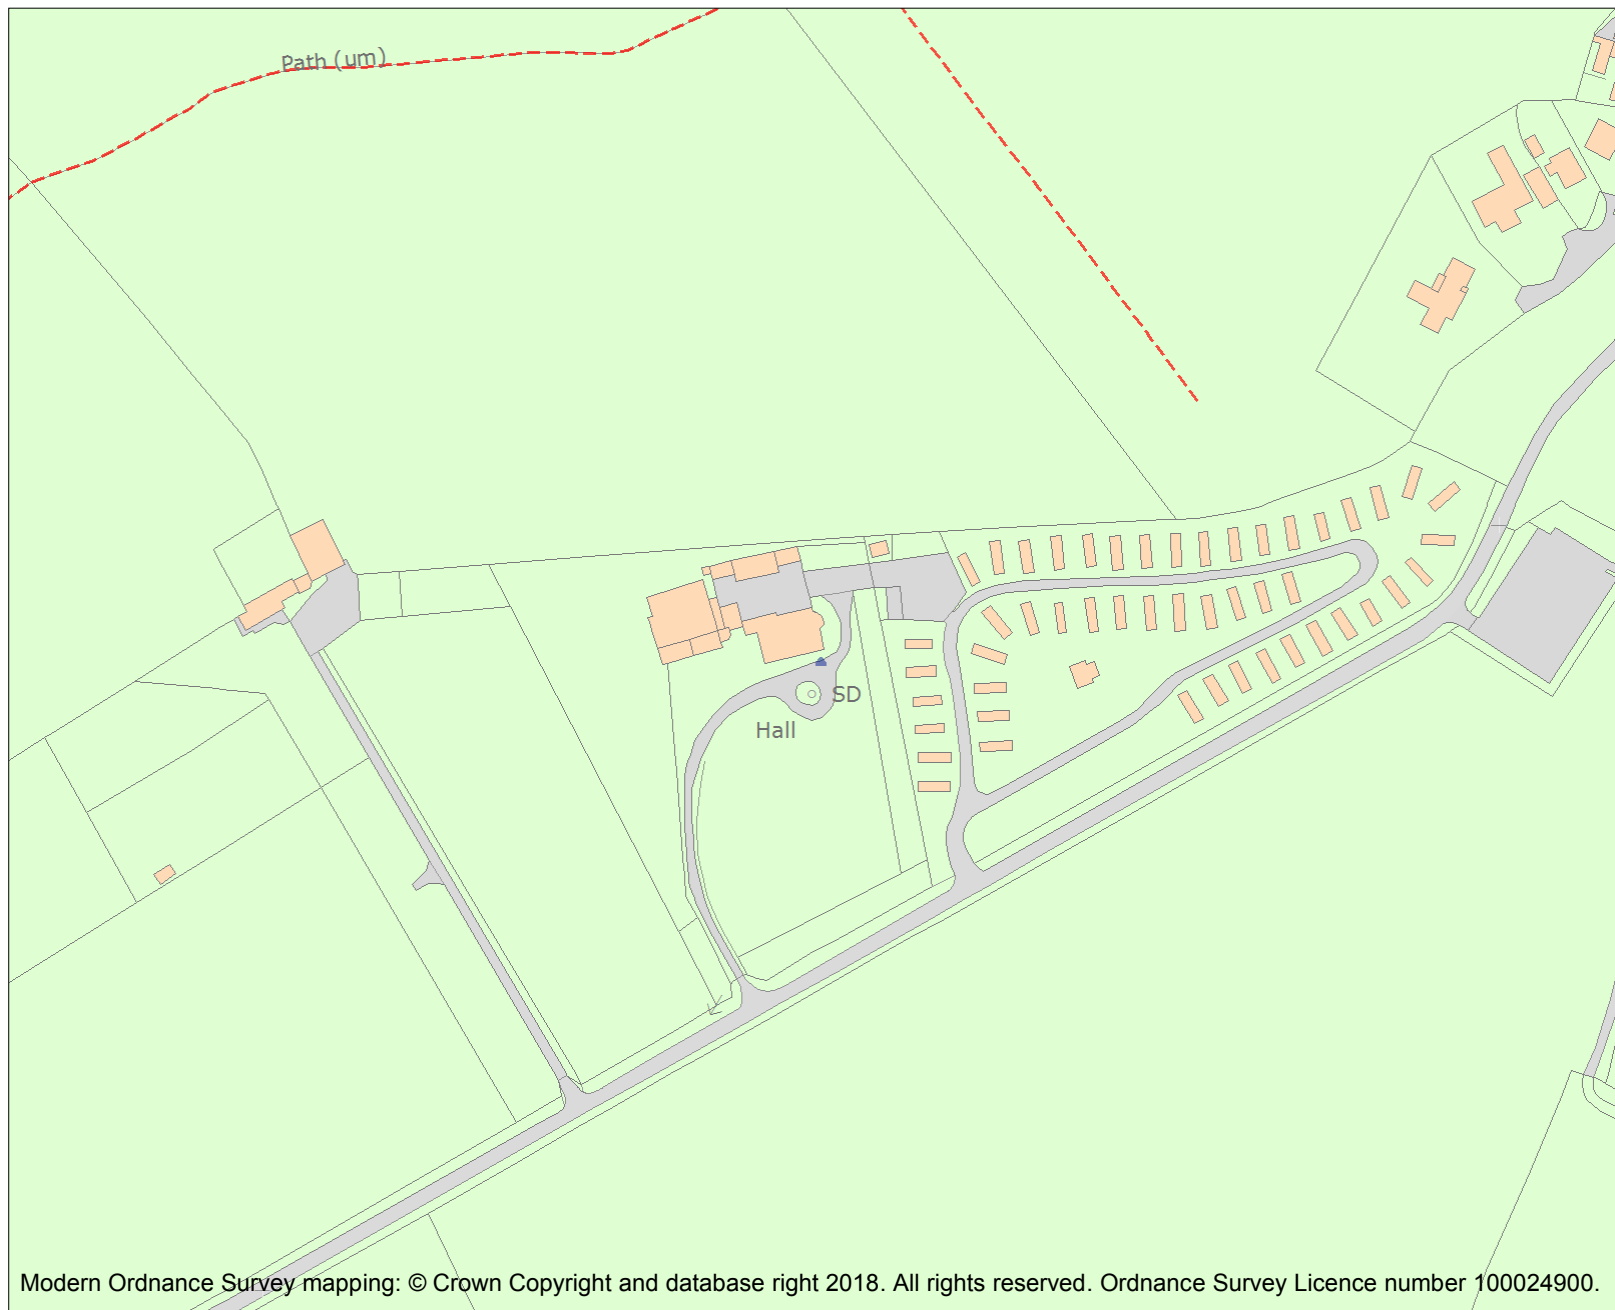 Path (um)
SD
Hall
Modern Ordnance Survey mapping: © Crown Copyright and database right 2018. All rights reserved. Ordnance Survey Licence number 100024900.